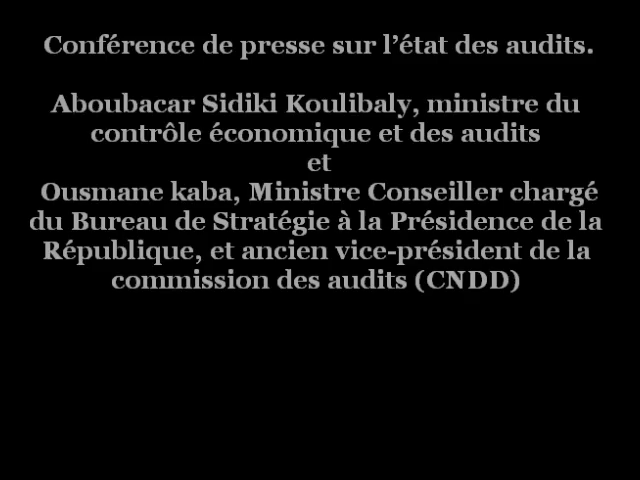 Conférence de presse sur l’état des audits.
Aboubacar Sidiki Koulibaly, ministre du
contrôle économique et des audits
et
Ousmane kaba, Ministre Conseiller chargé
du Bureau de Stratégie à la Présidence de la
République, et ancien vice-président de la
commission des audits (CNDD)